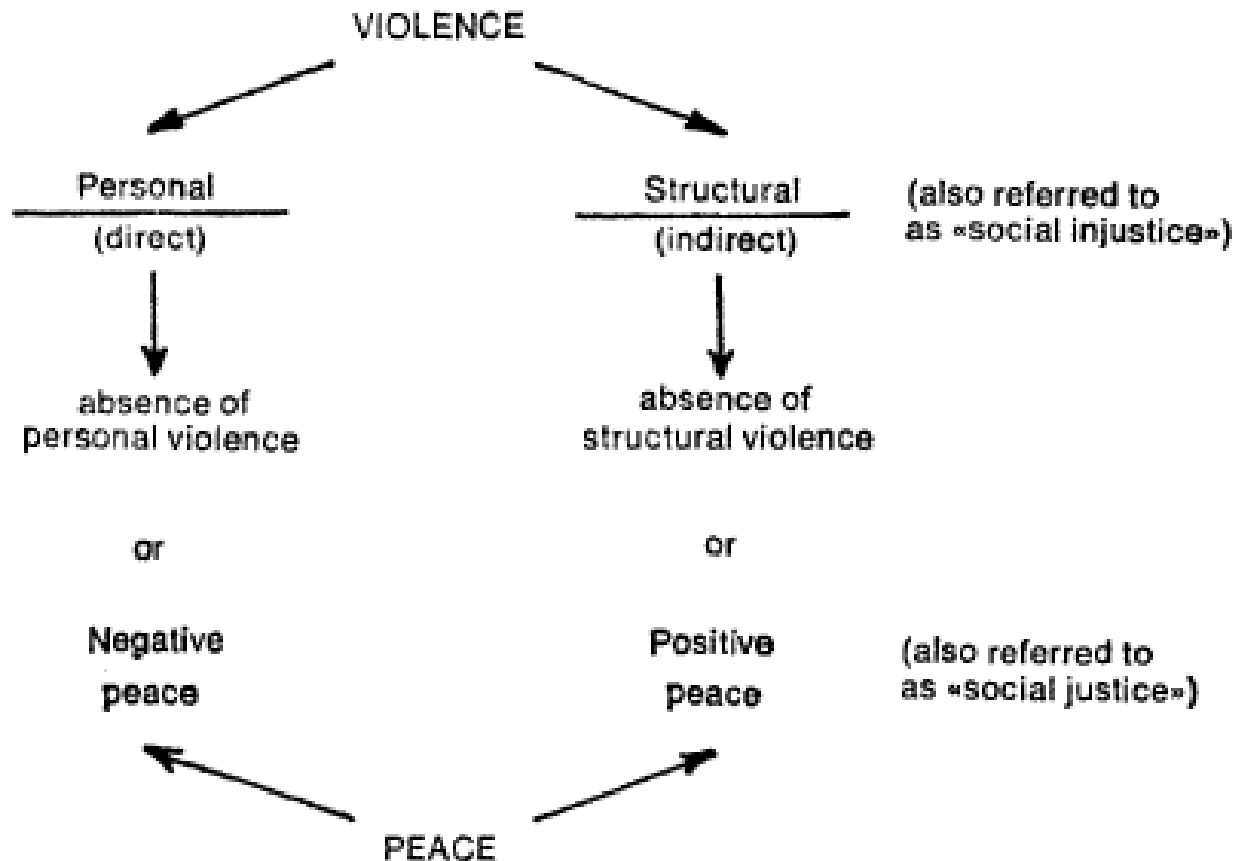 VIOLENCE
Personal
(direct)
Structural
(indirect)
(also referred to
as «social injustice»)
absence of
personal violence
absence of
structural violence
or
or
Negative
peace
Positive
peace
(also referred to
as «social justice»)
PEACE